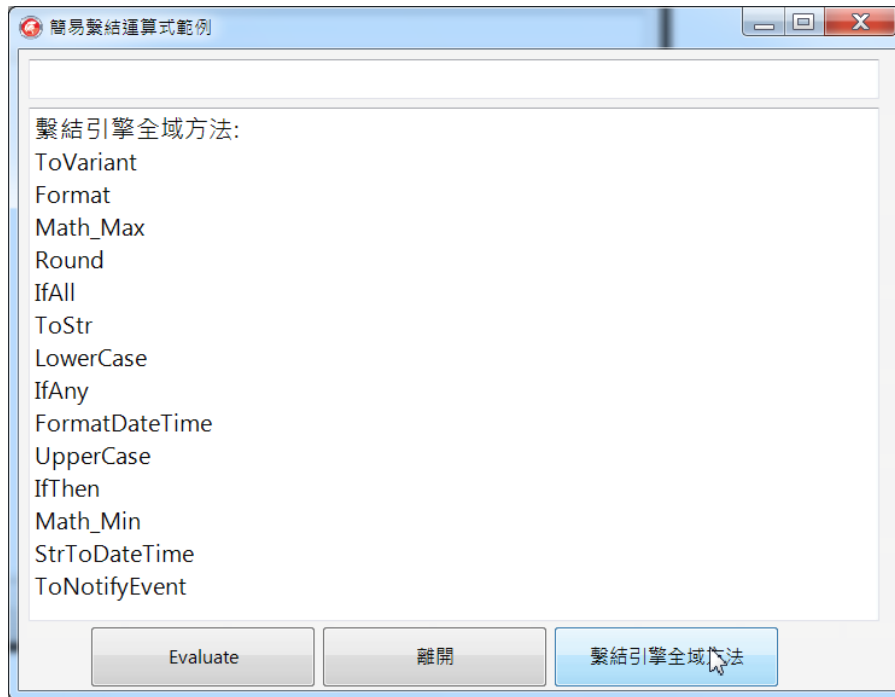 簡易繫結運算式範例
繫結引擎全域方法:
ToVariant
Format
Math_Max
Round
IfAll
ToStr
LowerCase
IfAny
FormatDateTime
UpperCase
IfThen
Math_Min
StrToDateTime
ToNotifyEvent
Evaluate
離開
繫結引擎全域方法